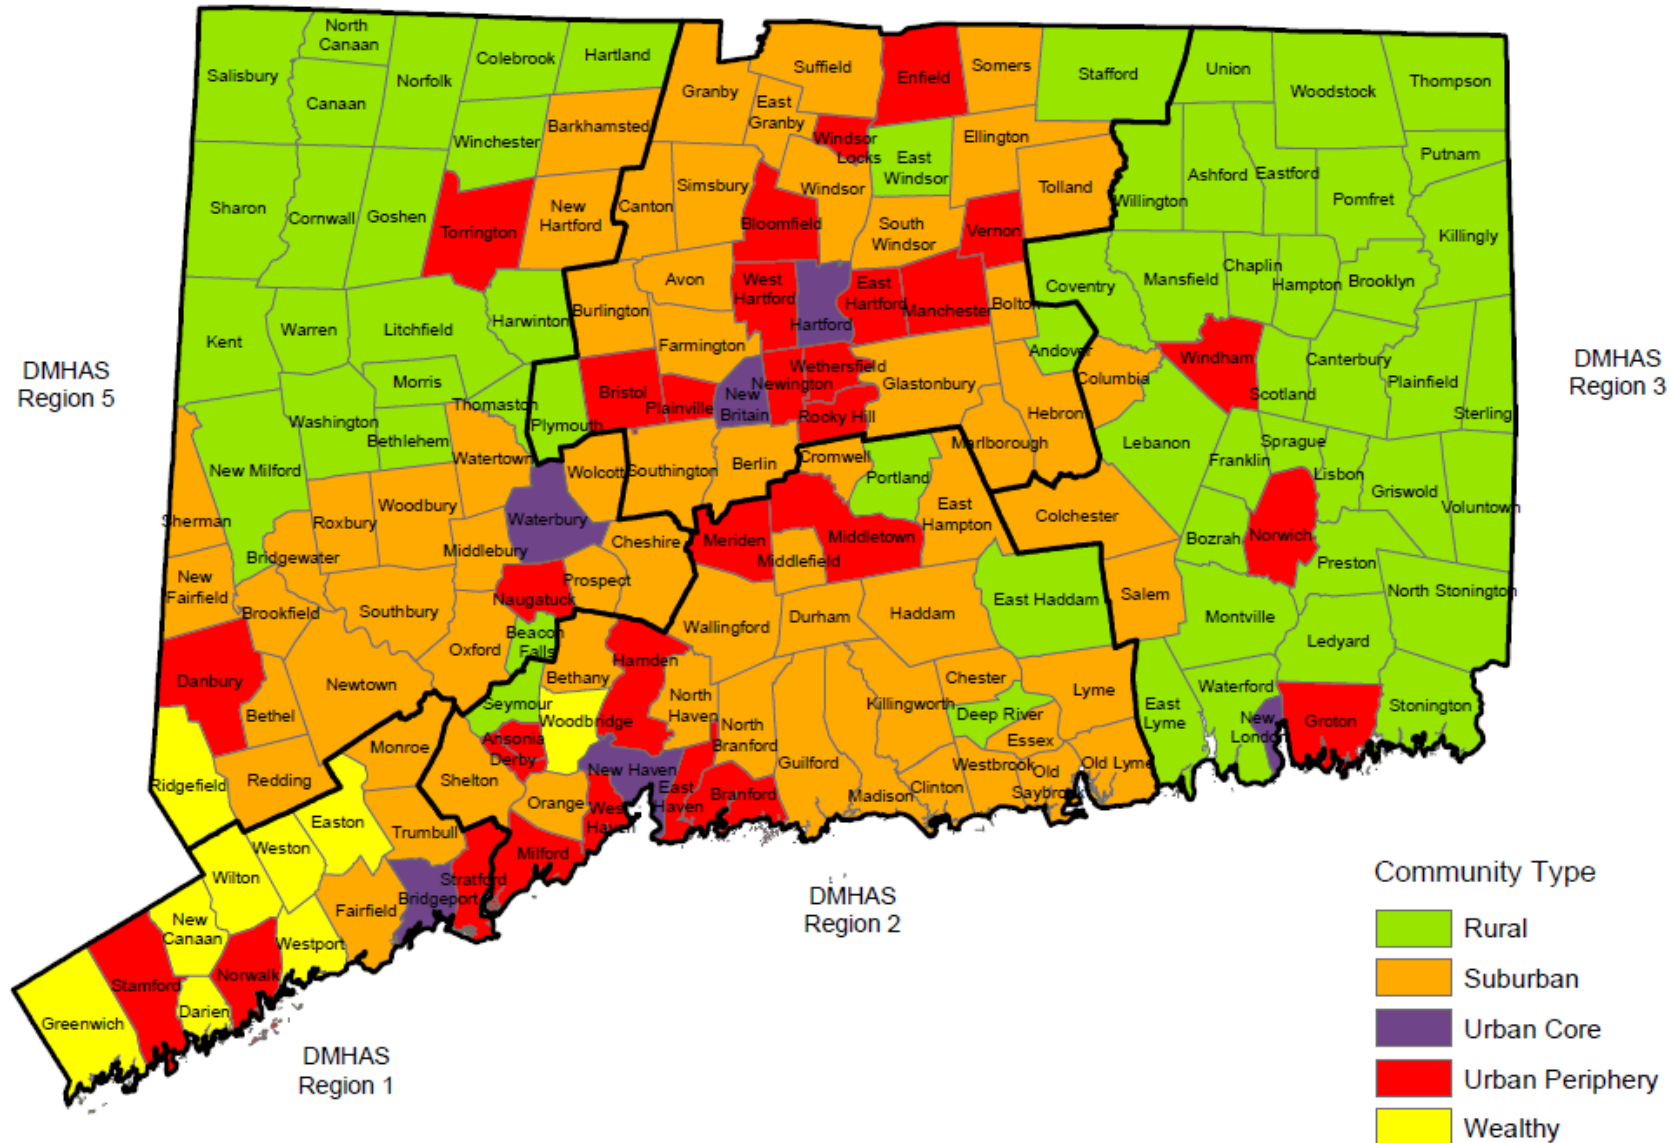 North
Canaan
Colebrook
Hartland
Salisbury
Norfolk
Canaan
Winchester
Barkhamsted
Granby
Suffield
East
Granby
Enfield
Somers
Stafford
Union
Woodstock
Thompson
Windsor
Locks
East
Windsor
Ellington
Tolland
Willington
Ashford
Eastford
Putnam
Pomfret
Killingly
Sharon
Cornwall
Goshen
Torrington
New
Hartford
Canton
Simsbury
Windsor
Bloomfield
South
Windsor
Vernon
Coventry
Mansfield
Chaplin
Hampton
Brooklyn
Kent
Warren
Litchfield
Harwinton
Burlington
Avon
West
Hartford
Hartford
East
Hartford
Manchester
Bolton
Andover
Farmington
DMHAS
Region 5
Morris
Thomaston
Plymouth
Bristol
Plainville
New
Britain
Newington
Wethersfield
Rocky Hill
Glastonbury
Hebron
Marlborough
Columbia
Windham
Scotland
Canterbury
Plainfield
Sterling
DMHAS
Region 3
Washington
Bethlehem
New Milford
Watertown
Wolcott
Southington
Berlin
Cromwell
Portland
East
Hampton
Lebanon
Franklin
Sprague
Lisbon
Griswold
Voluntown
Sherman
Roxbury
Woodbury
Waterbury
Cheshire
Meriden
Middletown
Middlefield
Colchester
Bozrah
Norwich
Preston
North Stonington
Bridgewater
Middlebury
New
Fairfield
Brookfield
Southbury
Naugatuck
Prospect
Oxford
Beacon
Falls
Wallingford
Durham
Haddam
East Haddam
Salem
Montville
Ledyard
Danbury
Bethel
Newtown
Bethany
Hamden
Seymour
Woodbridge
North
Haven
North
Branford
Killingworth
Chester
Deep River
Essex
Lyme
East
Lyme
Waterford
New
London
Groton
Stonington
Monroe
Ansonia
Derby
Shelton
Orange
New Haven
West
Haven
East
Haven
Branford
Guilford
Madison
Clinton
Westbrook
Old
Saybrook
Old Lyme
Ridgefield
Redding
Easton
Weston
Trumbull
Milford
Wilton
Fairfield
Bridgeport
Stratford
New
Canaan
Westport
Stamford
Norwalk
Darien
Greenwich
DMHAS
Region 2
DMHAS
Region 1
Community Type
Rural
Suburban
Urban Core
Urban Periphery
Wealthy